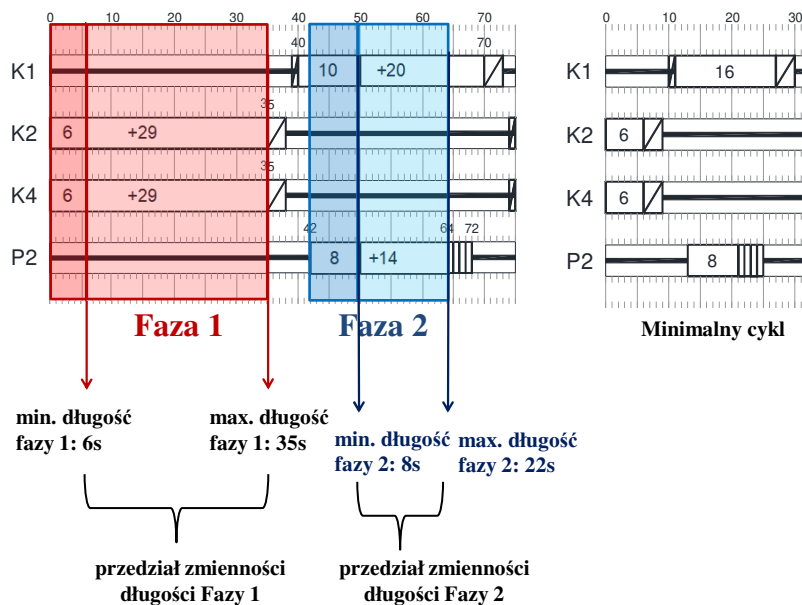 0 10 20 30 40 50 60 70
0 10 20 30
40
70
K1
10
+20
K1
16
35
K2
6
+29
K2
6
35
K4
6
+29
K4
6
42
64
72
P2
8
+14
P2
8
Faza 1
Faza 2
Minimalny cykl
min. długość
fazy 1: 6s
max. długość
fazy 1: 35s
min. długość
fazy 2: 8s
max. długość
fazy 2: 22s
przedział zmienności
długości Fazy 1
przedział zmienności
długości Fazy 2